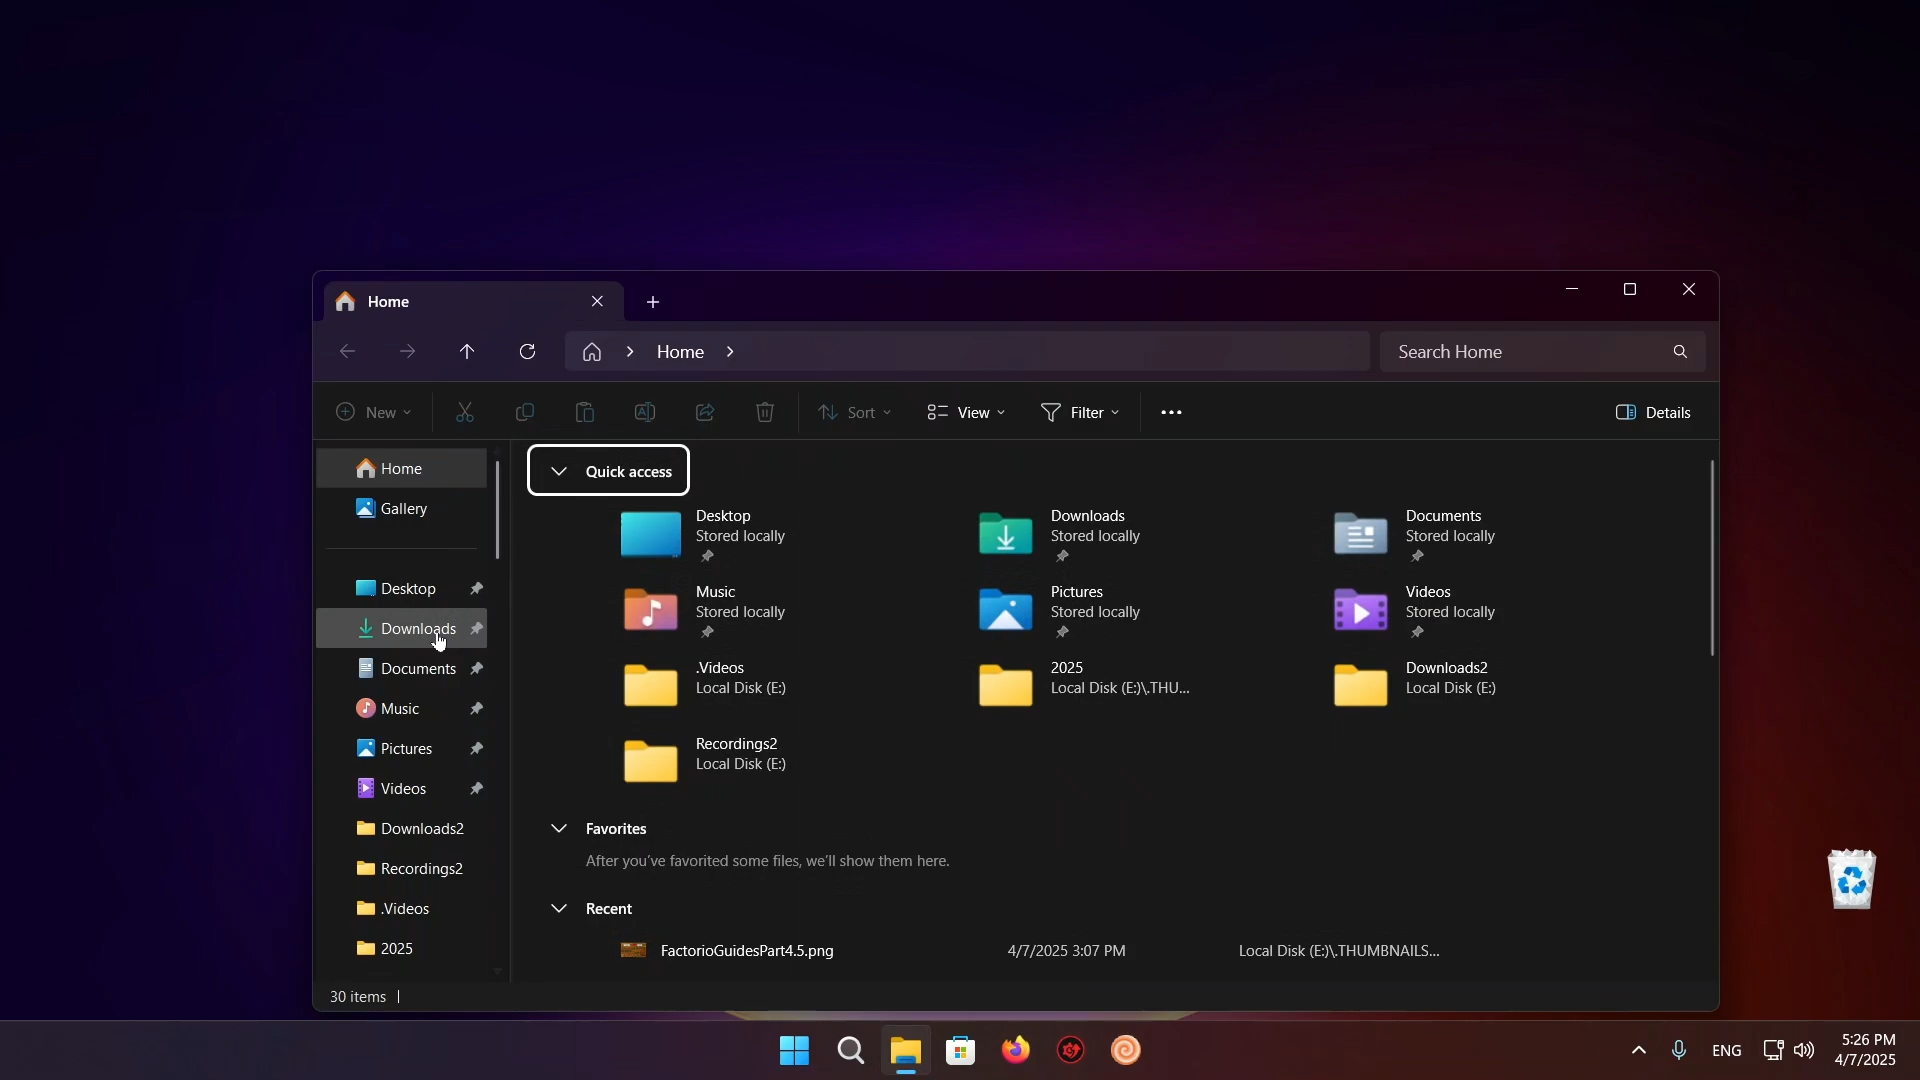 Home
Home
Search Home
New
Sort
View
Filter
Details
Home
Gallery
Desktop
Downloads
Documents
Music
Pictures
Videos
Downloads2
Recordings2
.Videos
2025
Quick access
Desktop
Stored locally
Downloads
Stored locally
Documents
Stored locally
Music
Stored locally
Pictures
Stored locally
Videos
Stored locally
.Videos
Local Disk (E:)
2025
Local Disk (E:)\.THU...
Downloads2
Local Disk (E:)
Recordings2
Local Disk (E:)
Favorites
After you've favorited some files, we'll show them here.
Recent
FactorioGuidesPart4.5.png 4/7/2025 3:07 PM Local Disk (E:)\.THUMBNAILS...
30 items
ENG
5:26 PM
4/7/2025